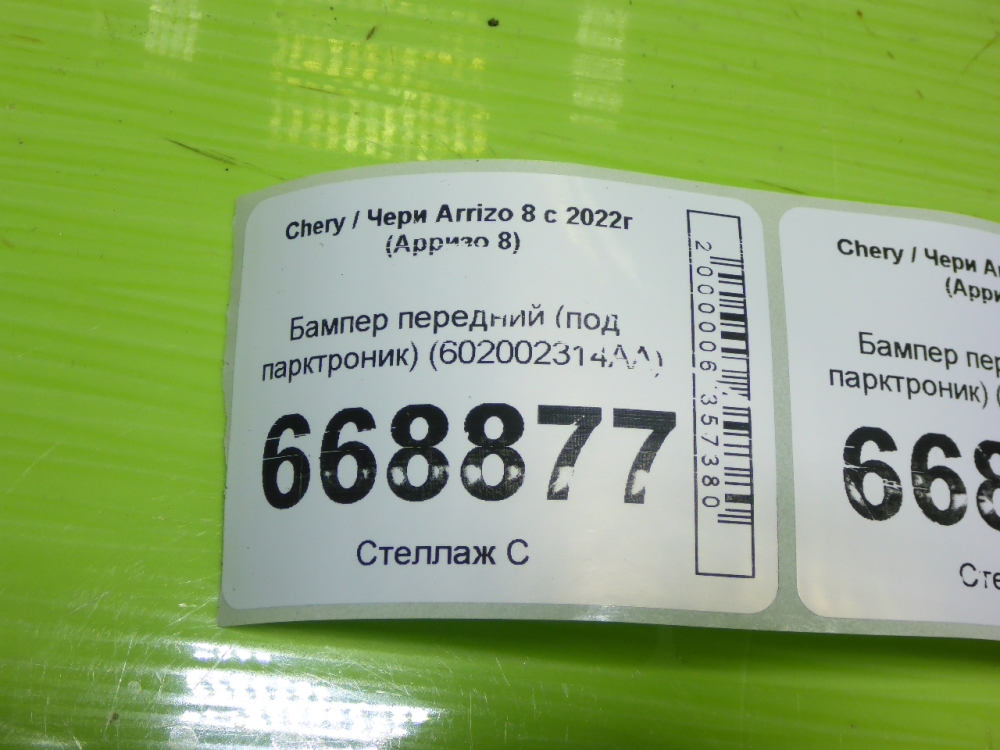 Chery / Чери Arrizo 8 с 2022г
(Арризо 8)
Бампер передний (под
парктроник) (602002314AA)
668877
Стеллаж С
2000006357380
Chery / Чери Ar
(Арри
Бампер пер
парктроник) (
668
Сте